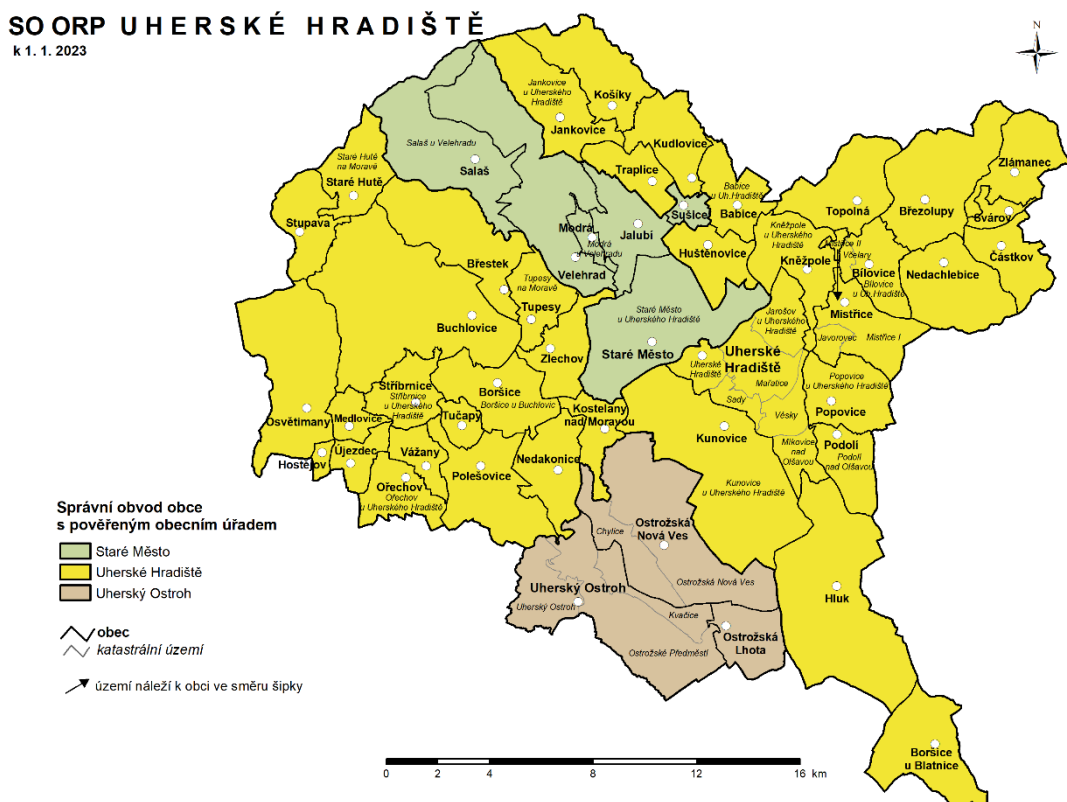 SO ORP UHERSKÉ HRADIŠTĚ
k 1. 1. 2023
N
Jankovice
u Uherského
Hradiště
Jankovice
Košíky
Kudlovice
Traplice
Salaš u Velehradu
Salaš
Staré Hutě
na Moravě
Staré Hutě
Stupava
Sušice
Babice
u Uh.Hradiště
Babice
Zlámanec
Topolná
Březolupy
Svárov
Modrá
Modrá
u Velehradu
Jalubí
Velehrad
Huštěnovice
Kněžpole
u Uherského
Hradiště
Kněžpole
Mistřice II
Včelary
Bílovice
Bílovice
u Uh.Hradiště
Nedachlebice
Částkov
Břestek
Tupesy
na Moravě
Tupesy
Buchlovice
Zlechov
Staré Město
u Uherského Hradiště
Staré Město
Jarošov
u Uherského
Hradiště
Mistřice
Javorovec
Mistřice I
Uherské
Hradiště
Uherské
Hradiště
Mařatice
Sady
Věsky
Popovice
u Uherského Hradiště
Popovice
Stříbrnice
Stříbrnice
u Uherského
Hradiště
Boršice
Boršice u Buchlovic
Osvětimany
Medlovice
Tučapy
Kostelany
nad Moravou
Kunovice
Míkovice
nad
Olšavou
Podolí
Podolí
nad Olšavou
Hostějov
Újezdec
Vážany
Ořechov
Ořechov
u Uherského Hradiště
Polešovice
Nedakonice
Kunovice
u Uherského Hradiště
Ostrožská
Nová Ves
Chylice
Ostrožská Nová Ves
Uherský Ostroh
Uherský Ostroh
Kvačice
Ostrožské Předměstí
Ostrožská
Lhota
Hluk
Boršice
u Blatnice
Správní obvod obce
s pověřeným obecním úřadem
Staré Město
Uherské Hradiště
Uherský Ostroh
obec
katastrální území
území náleží k obci ve směru šipky
0 2 4 8 12 16 km